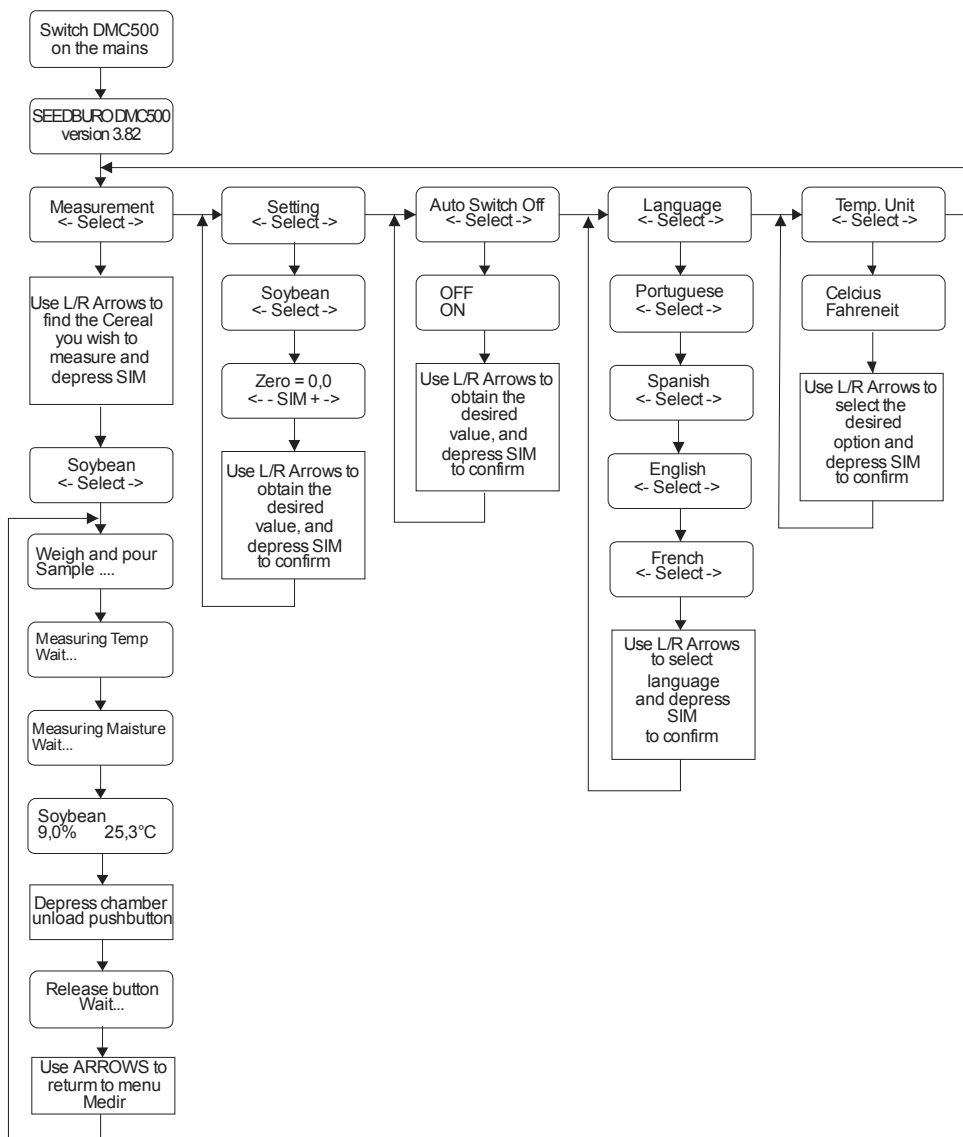 Switch DMC500
on the mains
SEEDBURO DMC500
version 3.82
Measurement
<- Select ->
Use L/R Arrows to
find the Cereal
you wish to
measure and
depress SIM
Soybean
<- Select ->
Weigh and pour
Sample ....
Measuring Temp
Wait...
Measuring Maisture
Wait...
Soybean
9,0% 25,3°C
Depress chamber
unload pushbutton
Release button
Wait...
Use ARROWS to
return to menu
Medir
Setting
<- Select ->
Soybean
<- Select ->
Zero = 0,0
<- - SIM + ->
Use L/R Arrows to
obtain the
desired
value, and
depress SIM
to confirm
Auto Switch Off
<- Select ->
OFF
ON
Use L/R Arrows to
obtain the
desired
value, and
depress SIM
to confirm
Language
<- Select ->
Portuguese
<- Select ->
Spanish
<- Select ->
English
<- Select ->
French
<- Select ->
Use L/R Arrows
to select
language
and depress
SIM
to confirm
Temp. Unit
<- Select ->
Celcius
Fahreneit
Use L/R Arrows to
select the
desired
option and
depress SIM
to confirm